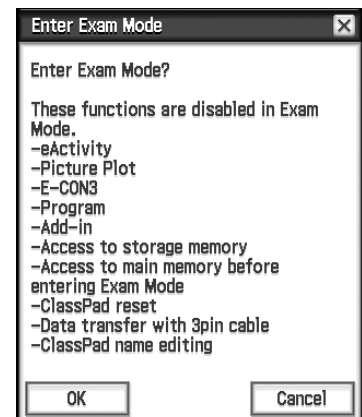 Enter Exam Mode
Enter Exam Mode?
These functions are disabled in Exam
Mode.
-eActivity
-Picture Plot
-E-CON3
-Program
-Add-in
-Access to storage memory
-Access to main memory before
entering Exam Mode
-ClassPad reset
-Data transfer with 3pin cable
-ClassPad name editing
OK
Cancel